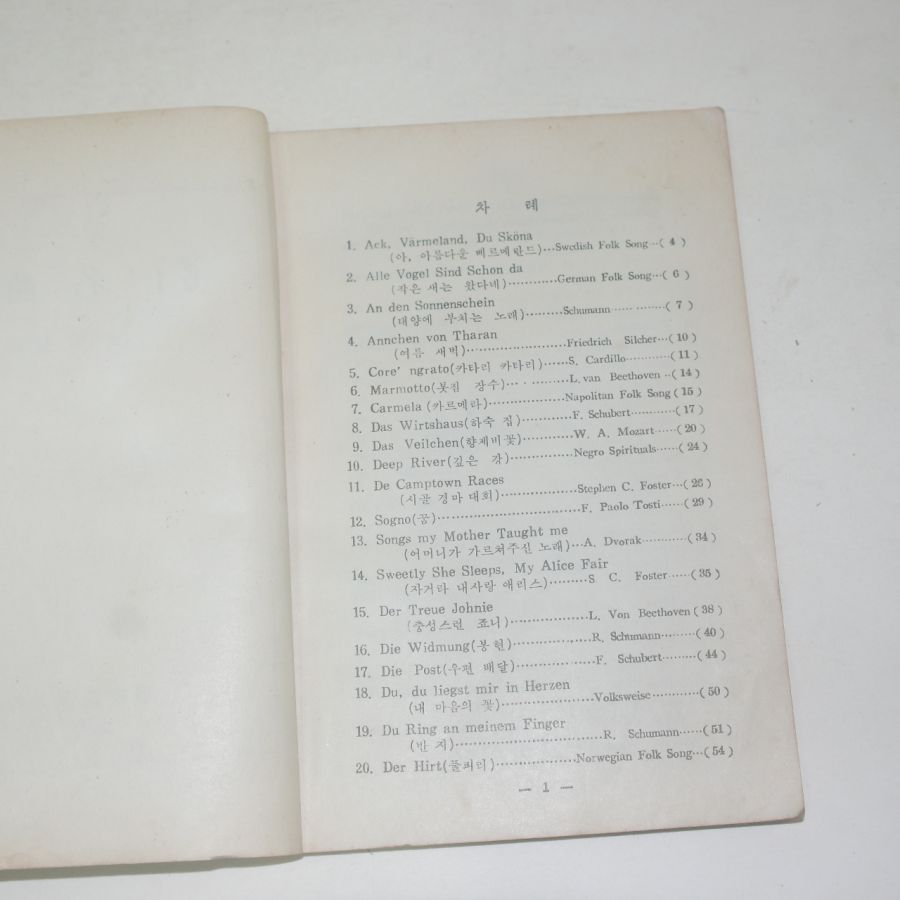 차 례
1. Ack, Värmeland, Du Sköna
(아, 아름다운 베르메란드)…Swedish Folk Song…( 4 )
2. Alle Vogel Sind Schon da
(작은 새는 왔다네)…………German Folk Song…( 6 )
3. An den Sonnenschein
(태양에 부치는 노래)………Schumann……………( 7 )
4. Annchen von Tharan
(여름 새벽)……………………Friedrich Silcher…(10 )
5. Core' ngrato(카타리 카타리)……S. Cardillo…………(11 )
6. Marmotto(봇짐 장수)…………L. van Beethoven…(14 )
7. Carmela (카르메라)………………Napolitan Folk Song (15 )
8. Das Wirtshaus(하숙 집)…………F. Schubert…………(17 )
9. Das Veilchen(향제비꽃)…………W. A. Mozart……(20 )
10. Deep River(깊은 강)……………Negro Spirituals……( 24 )
11. De Camptown Races
(시골 경마 대회)………………Stephen C. Foster…( 26 )
12. Sogno(꿈)……………………………F. Paolo Tosti……( 29 )
13. Songs my Mother Taught me
(어머니가 가르쳐주신 노래)…A. Dvorak…………( 34 )
14. Sweetly She Sleeps, My Alice Fair
(자거라 내사랑 애리스)………S. C. Foster……( 35 )
15. Der Treue Johnie
(충성스런 죠니)………………L. Von Beethoven ( 38 )
16. Die Widmung(봉헌)………………R. Schumann………( 40 )
17. Die Post(우편 배달)………………F. Schubert………( 44 )
18. Du, du liegst mir in Herzen
(내 마음의 꽃)…………………Volksweise…………( 50 )
19. Du Ring an meinem Finger
(반 지)……………………………R, Schumann……( 51 )
20. Der Hirt(풀피리)………………Norwegian Folk Song…( 54 )
— 1 —